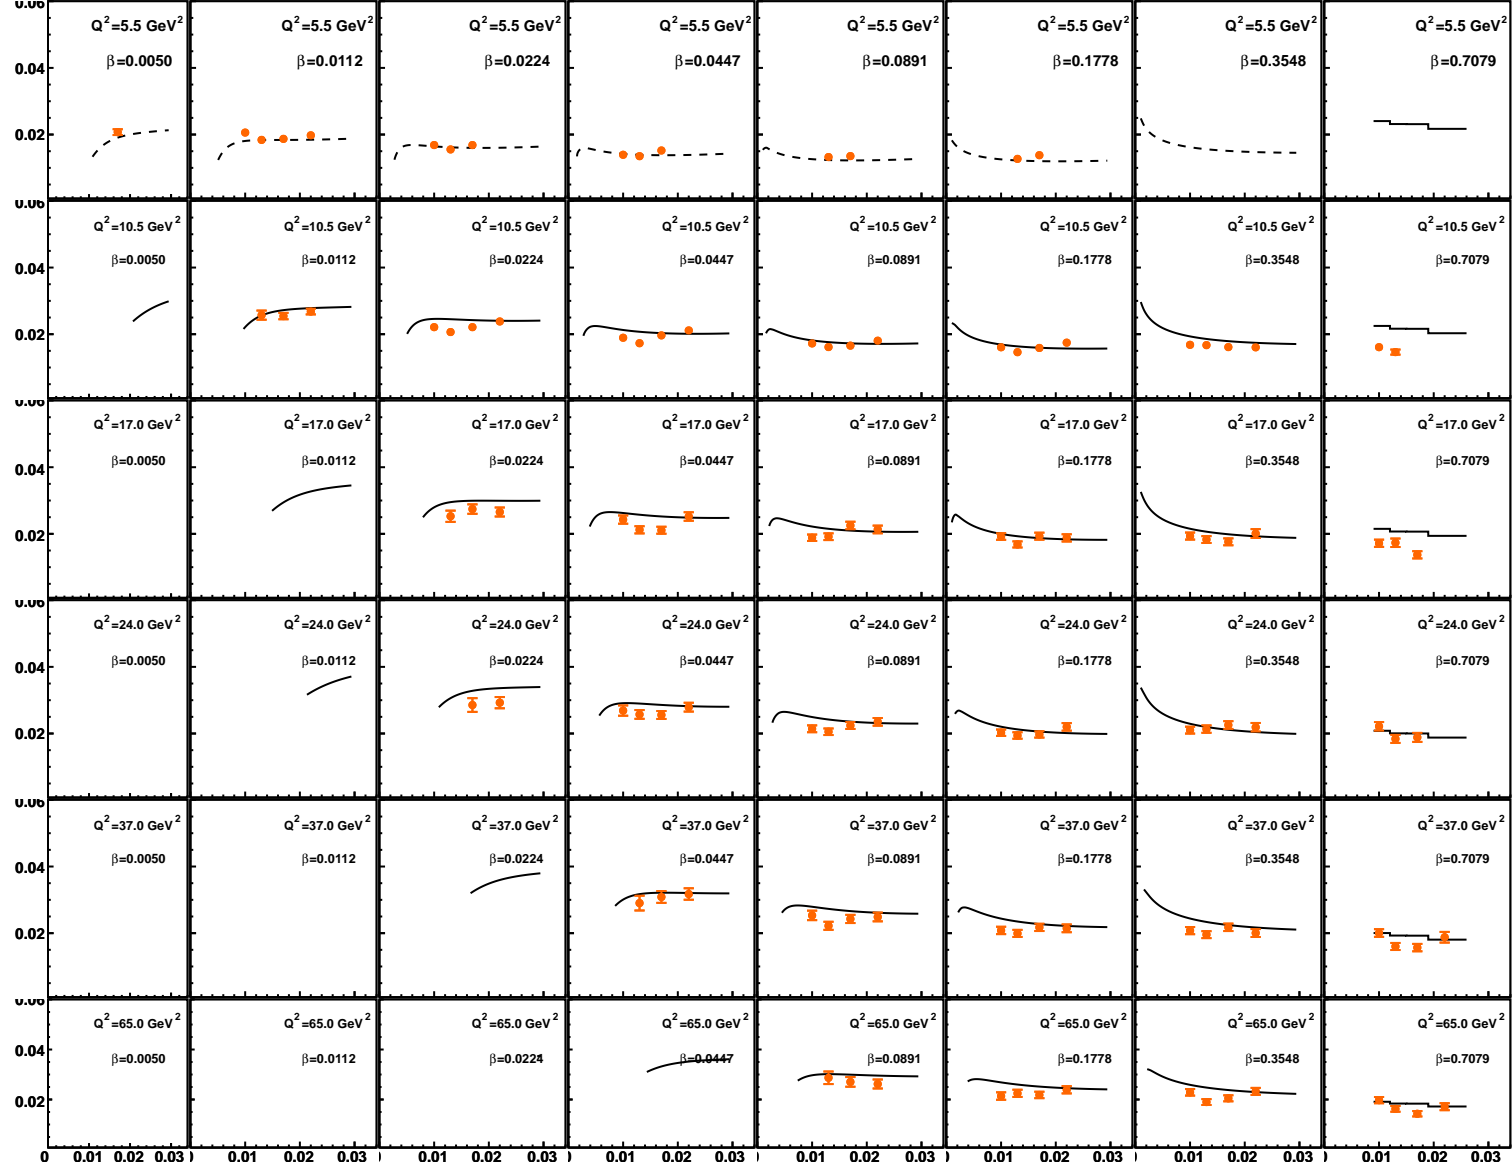 0.06
Q²=5.5 GeV² Q²=5.5 GeV² Q²=5.5 GeV² Q²=5.5 GeV² Q²=5.5 GeV² Q²=5.5 GeV² Q²=5.5 GeV² Q²=5.5 GeV²
0.04 β=0.0050 β=0.0112 β=0.0224 β=0.0447 β=0.0891 β=0.1778 β=0.3548 β=0.7079
0.02
0.06
Q²=10.5 GeV² Q²=10.5 GeV² Q²=10.5 GeV² Q²=10.5 GeV² Q²=10.5 GeV² Q²=10.5 GeV² Q²=10.5 GeV² Q²=10.5 GeV²
0.04 β=0.0050 β=0.0112 β=0.0224 β=0.0447 β=0.0891 β=0.1778 β=0.3548 β=0.7079
0.02
0.06
Q²=17.0 GeV² Q²=17.0 GeV² Q²=17.0 GeV² Q²=17.0 GeV² Q²=17.0 GeV² Q²=17.0 GeV² Q²=17.0 GeV² Q²=17.0 GeV²
0.04 β=0.0050 β=0.0112 β=0.0224 β=0.0447 β=0.0891 β=0.1778 β=0.3548 β=0.7079
0.02
0.06
Q²=24.0 GeV² Q²=24.0 GeV² Q²=24.0 GeV² Q²=24.0 GeV² Q²=24.0 GeV² Q²=24.0 GeV² Q²=24.0 GeV² Q²=24.0 GeV²
0.04 β=0.0050 β=0.0112 β=0.0224 β=0.0447 β=0.0891 β=0.1778 β=0.3548 β=0.7079
0.02
0.06
Q²=37.0 GeV² Q²=37.0 GeV² Q²=37.0 GeV² Q²=37.0 GeV² Q²=37.0 GeV² Q²=37.0 GeV² Q²=37.0 GeV² Q²=37.0 GeV²
0.04 β=0.0050 β=0.0112 β=0.0224 β=0.0447 β=0.0891 β=0.1778 β=0.3548 β=0.7079
0.02
0.06
Q²=65.0 GeV² Q²=65.0 GeV² Q²=65.0 GeV² Q²=65.0 GeV² Q²=65.0 GeV² Q²=65.0 GeV² Q²=65.0 GeV² Q²=65.0 GeV²
0.04 β=0.0050 β=0.0112 β=0.0224 β=0.0447 β=0.0891 β=0.1778 β=0.3548 β=0.7079
0.02
0 0.01 0.02 0.03 0.01 0.02 0.03 0.01 0.02 0.03 0.01 0.02 0.03 0.01 0.02 0.03 0.01 0.02 0.03 0.01 0.02 0.03 0.01 0.02 0.03